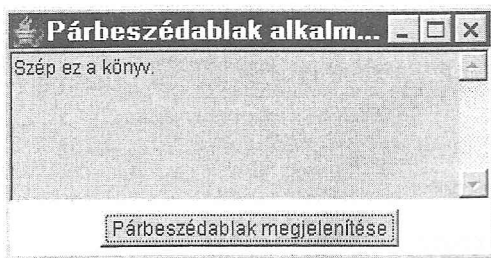 Párbeszédablak alkalm...
Szép ez a könyv.
Párbeszédablak megjelenítése